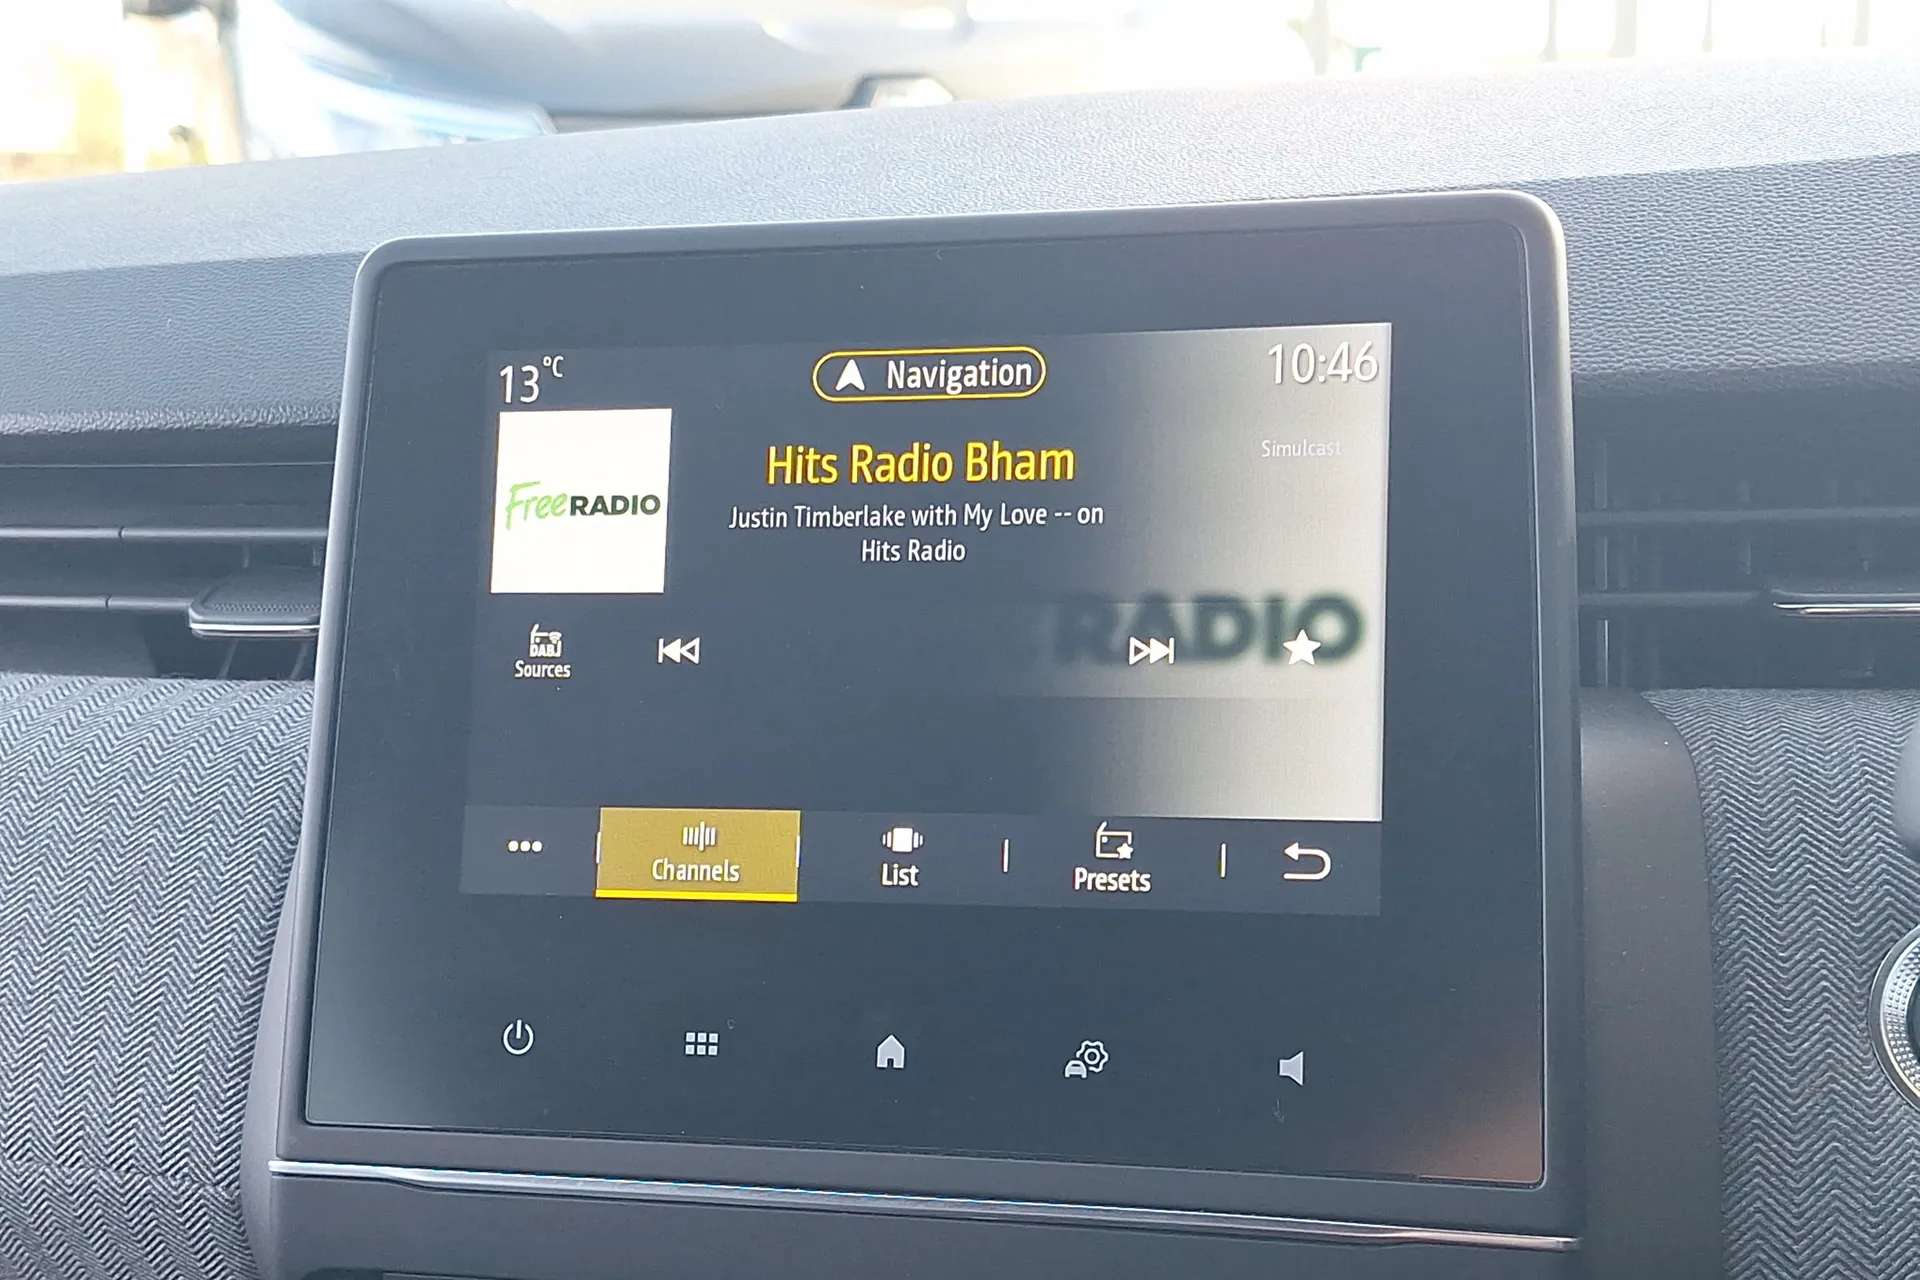 13°C
Navigation
10:46
Hits Radio Bham
Simulcast
FreeRADIO
Justin Timberlake with My Love -- on
Hits Radio
RADIO
DAB
Sources
Channels
List
Presets